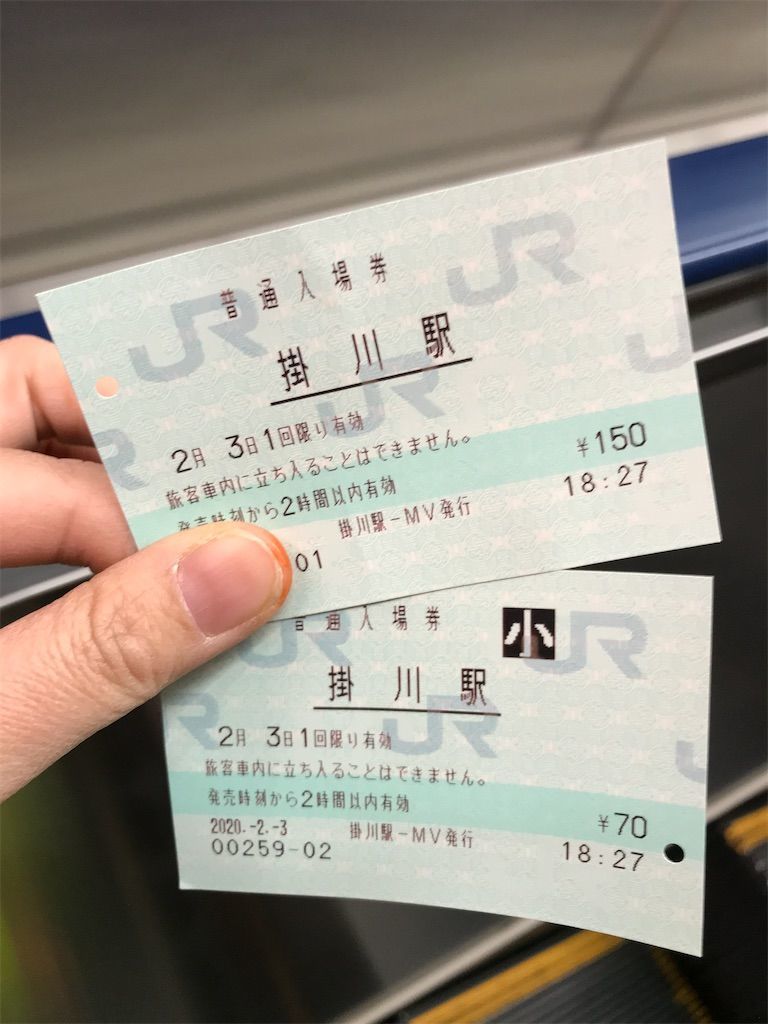 普通入場券
掛川駅
2月 3日1回限り有効
旅客車内に立ち入ることはできません。
発売時刻から2時間以内有効
¥150
掛川駅-MV発行
18:27
01
普通入場券
小
掛川駅
2月 3日1回限り有効
旅客車内に立ち入ることはできません。
発売時刻から2時間以内有効
¥70
2020.-2.-3
掛川駅-MV発行
00259-02
18:27
JR
JR
JR
JR
JR
JR
JR